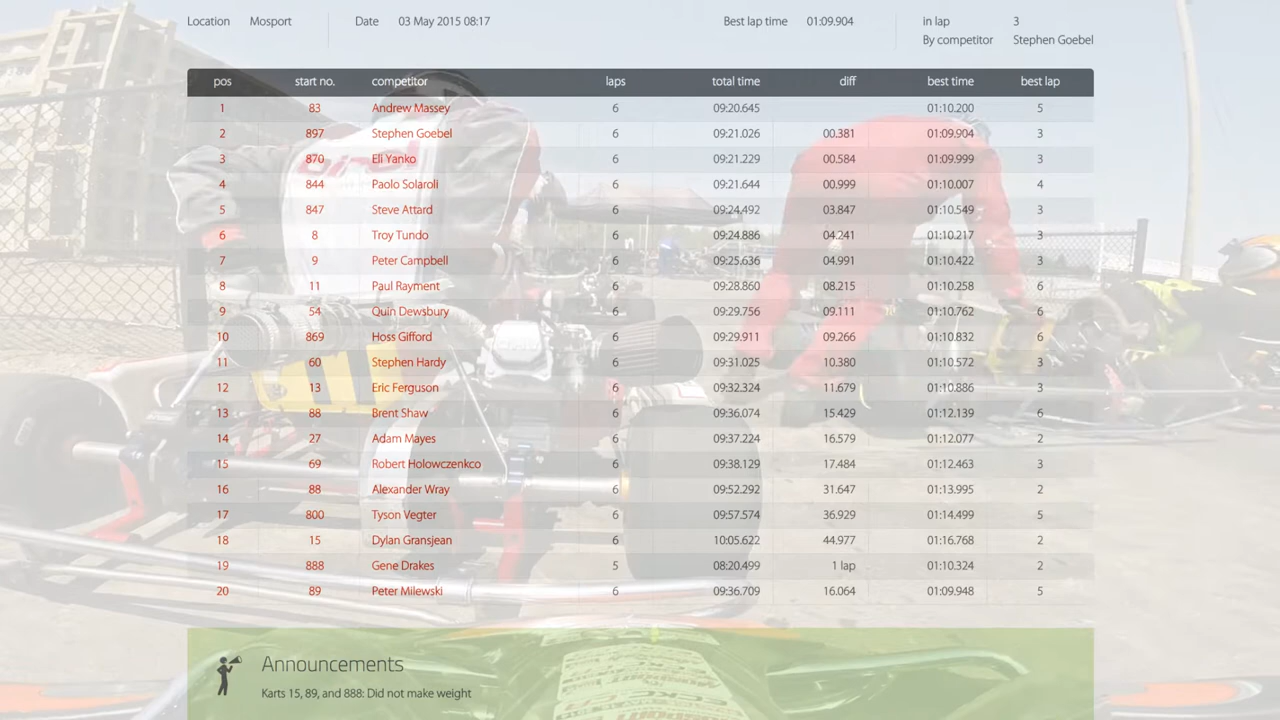 Location Mosport Date 03 May 2015 08:17 Best lap time 01:09.904 in lap 3
By competitor Stephen Goebel
pos start no. competitor laps total time diff best time best lap
1 83 Andrew Massey 6 09:20.645 01:10.200 5
2 897 Stephen Goebel 6 09:21.026 00.381 01:09.904 3
3 870 Eli Yanko 6 09:21.229 00.584 01:09.999 3
4 844 Paolo Solaroli 6 09:21.644 00.999 01:10.007 4
5 847 Steve Attard 6 09:24.492 03.847 01:10.549 3
6 8 Troy Tundo 6 09:24.886 04.241 01:10.217 3
7 9 Peter Campbell 6 09:25.636 04.991 01:10.422 3
8 11 Paul Rayment 6 09:28.860 08.215 01:10.258 6
9 54 Quin Dewsbury 6 09:29.756 09.111 01:10.762 6
10 869 Hoss Gifford 6 09:29.911 09.266 01:10.832 6
11 60 Stephen Hardy 6 09:31.025 10.380 01:10.572 3
12 13 Eric Ferguson 6 09:32.324 11.679 01:10.886 3
13 88 Brent Shaw 6 09:36.074 15.429 01:12.139 6
14 27 Adam Mayes 6 09:37.224 16.579 01:12.077 2
15 69 Robert Holowczenkco 6 09:38.129 17.484 01:12.463 3
16 88 Alexander Wray 6 09:52.292 31.647 01:13.995 2
17 800 Tyson Vegter 6 09:57.574 36.929 01:14.499 5
18 15 Dylan Gransjean 6 10:05.622 44.977 01:16.768 2
19 888 Gene Drakes 5 08:20.499 1 lap 01:10.324 2
20 89 Peter Milewski 6 09:36.709 16.064 01:09.948 5
Announcements
Karts 15, 89, and 888: Did not make weight